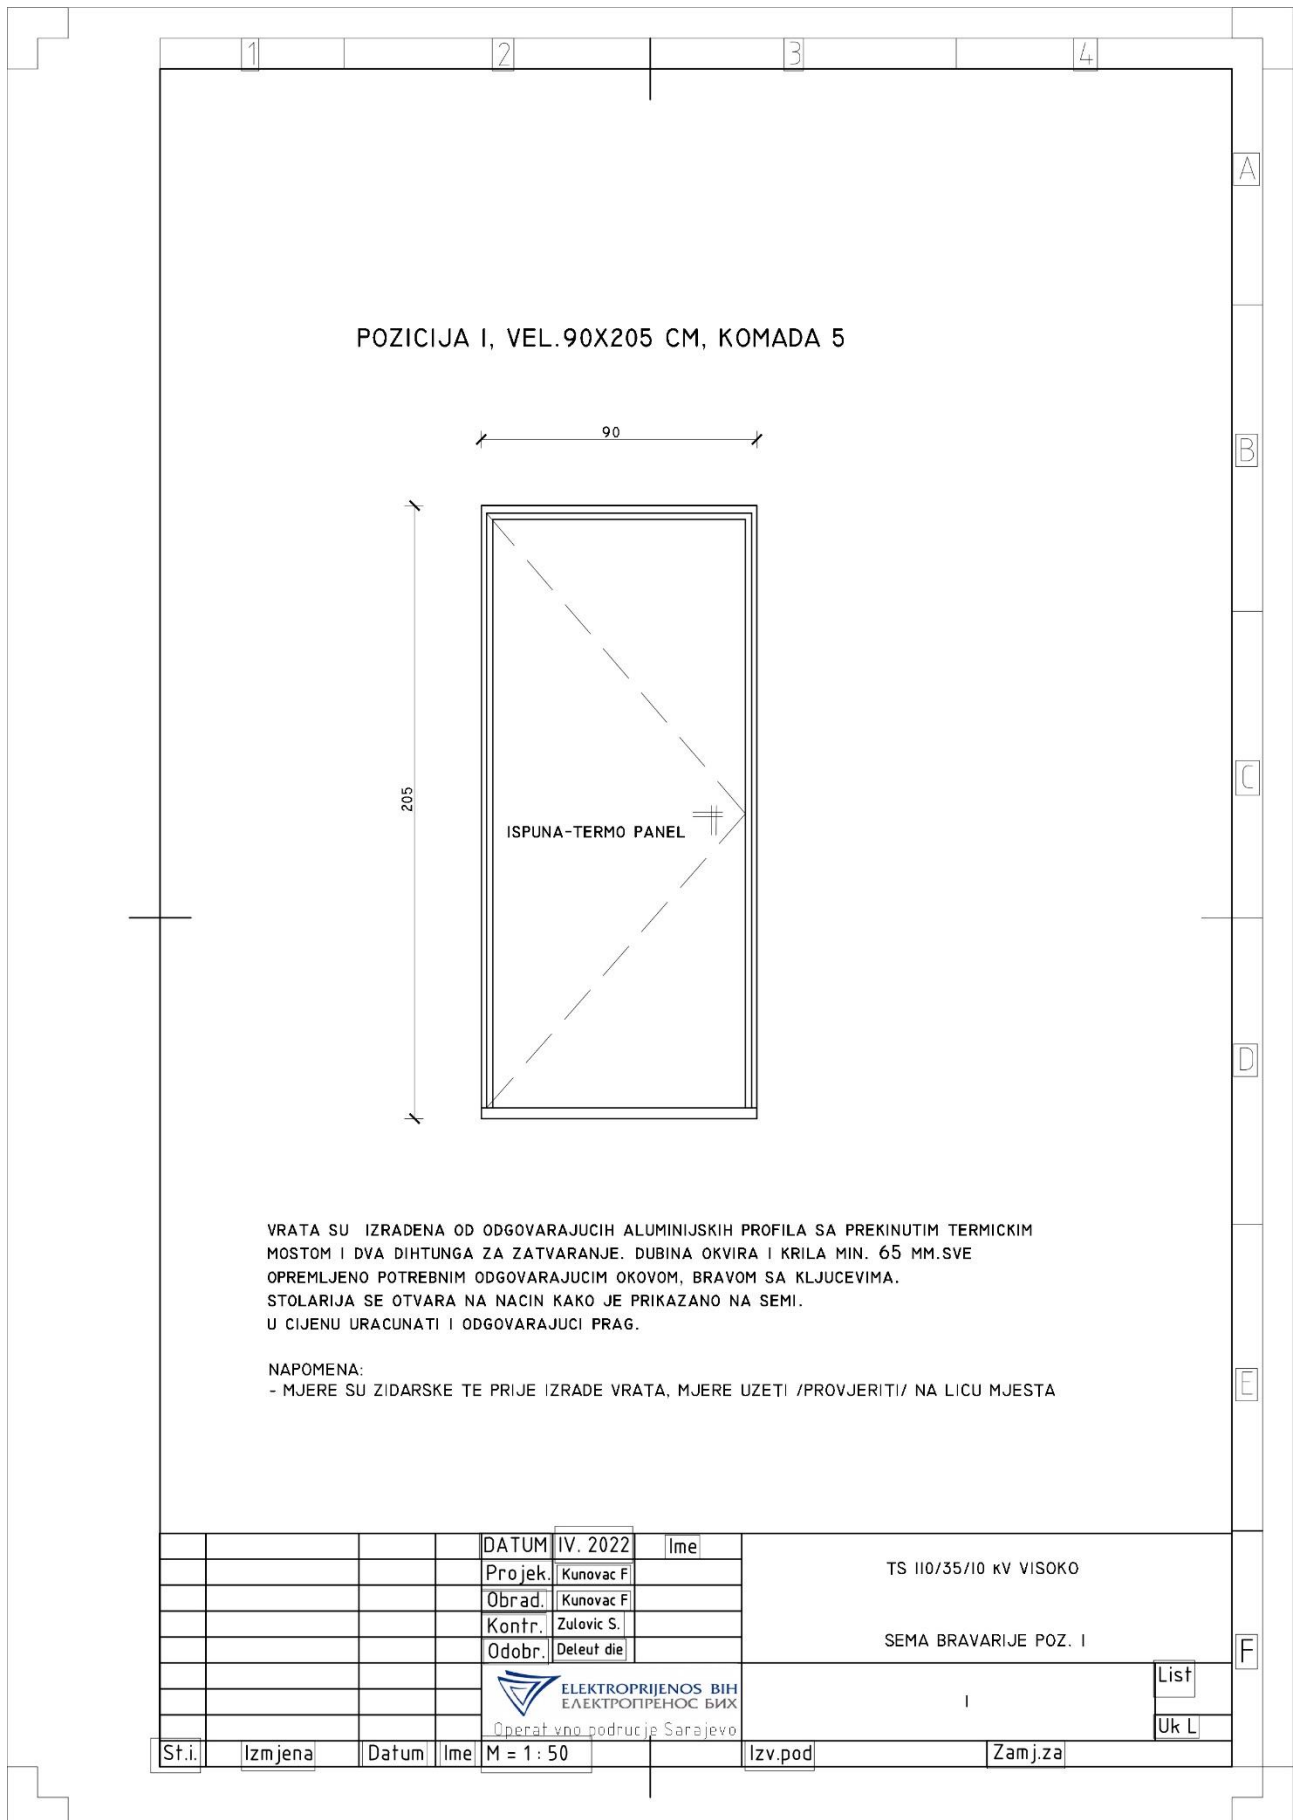 1 2 3 4
A
B
C
D
E
F
POZICIJA I, VEL.90X205 CM, KOMADA 5
90
205
ISPUNA-TERMO PANEL
VRATA SU IZRADENA OD ODGOVARAJUCIH ALUMINIJSKIH PROFILA SA PREKINUTIM TERMICKIM
MOSTOM I DVA DIHTUNGA ZA ZATVARANJE. DUBINA OKVIRA I KRILA MIN. 65 MM.SVE
OPREMLJENO POTREBNIM ODGOVARAJUCIM OKOVOM, BRAVOM SA KLJUCEVIMA.
STOLARIJA SE OTVARA NA NACIN KAKO JE PRIKAZANO NA SEMI.
U CIJENU URACUNATI I ODGOVARAJUCI PRAG.
NAPOMENA:
- MJERE SU ZIDARSKE TE PRIJE IZRADE VRATA, MJERE UZETI /PROVJERITI/ NA LICU MJESTA
DATUM IV. 2022 Ime
Projek. Kunovac F
Obrad. Kunovac F
Kontr. Zulovic S.
Odobr. Deleut die
TS 110/35/10 KV VISOKO
SEMA BRAVARIJE POZ. I
ELEKTROPRIJENOS BIH
ЕЛЕКТРОПРЕНОС БИХ
Operat vno podrucje Sarajevo
I
List
Uk L
St.i. Izmjena Datum Ime M = 1 : 50 Izv.pod Zamj.za